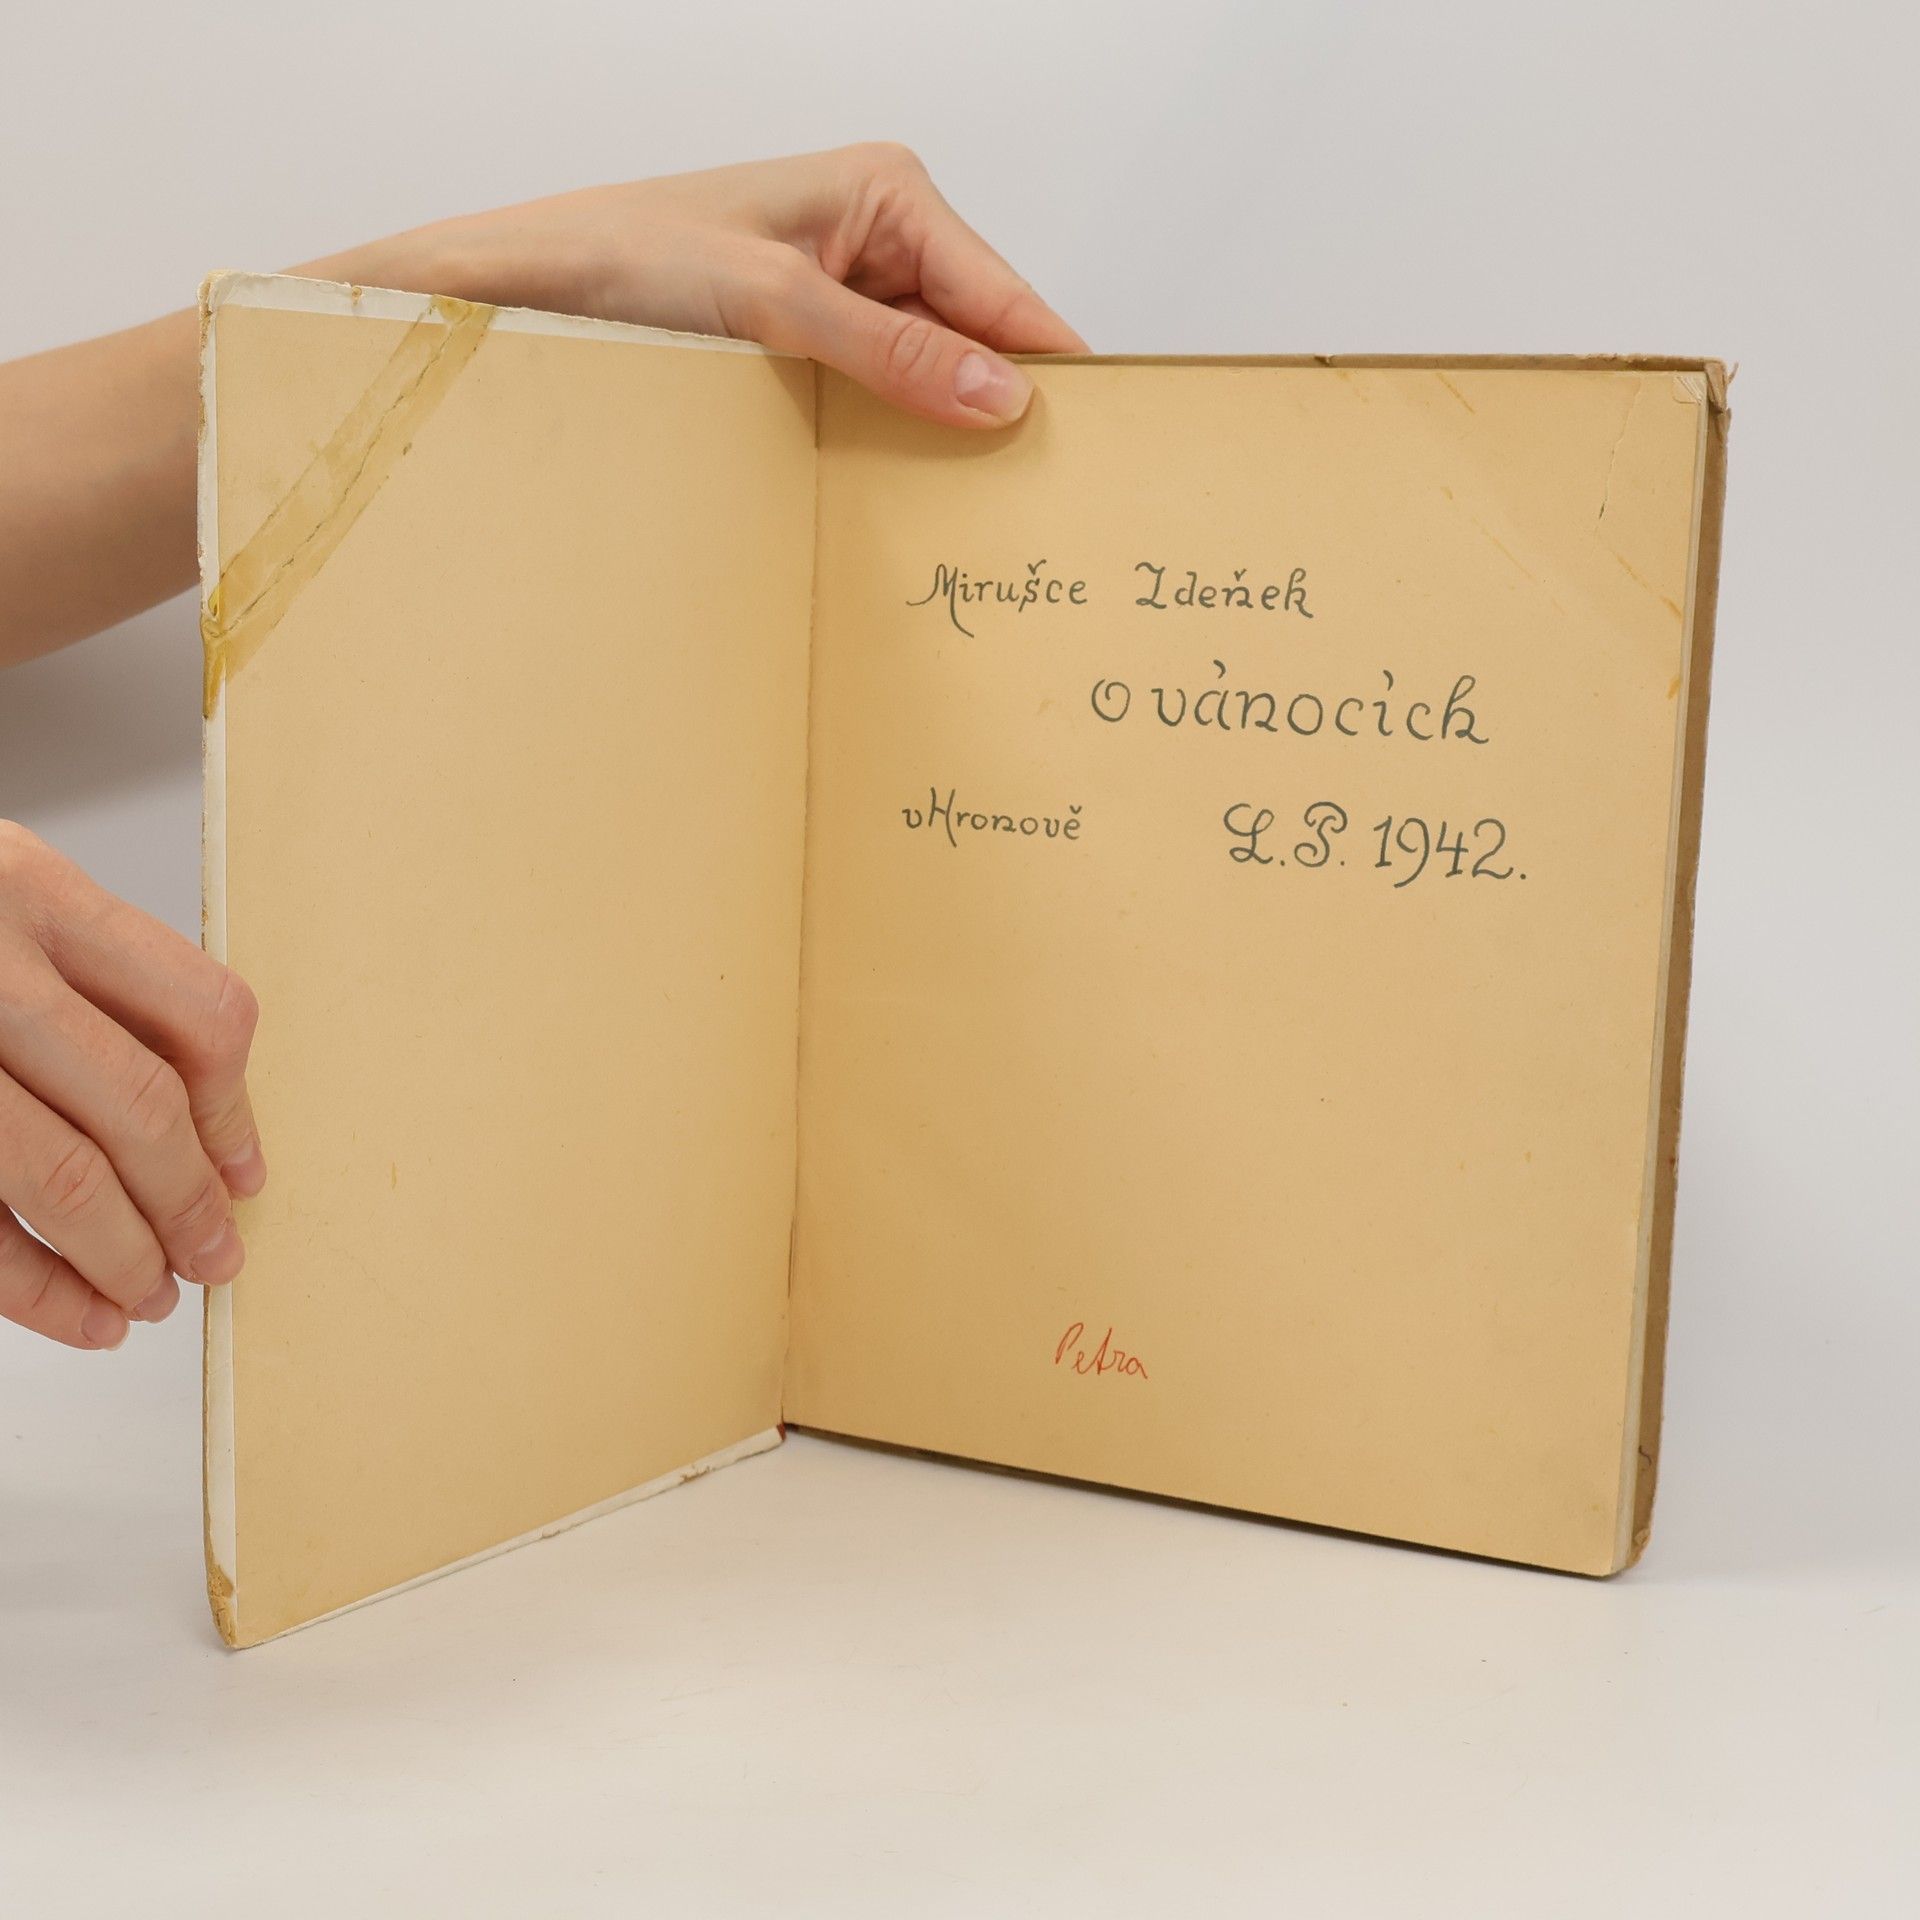 Mirušce Zdeňek
O vánocích
v Hronově L.P. 1942.
Petra